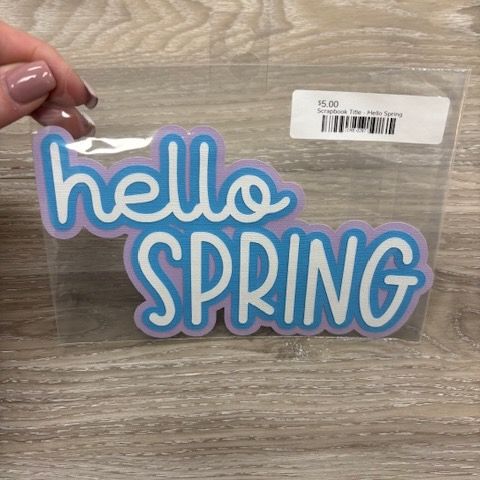 $5.00
Scrapbook Title - Hello Spring
hello
SPRING